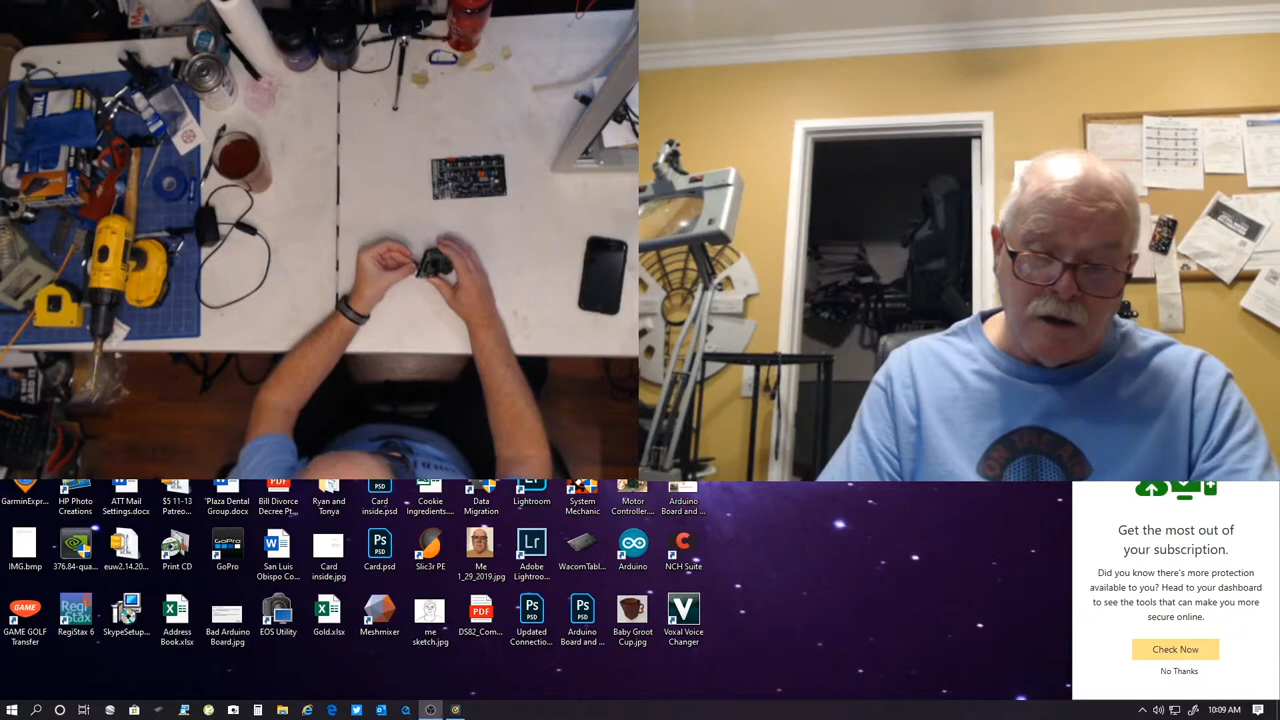 ON THE AIR
GarminExpr...
HP Photo Creations
ATT Mail Settings.docx
$5 11-13 Patreo...
"Plaza Dental Group.docx
Bill Divorce Decree Pt...
Ryan and Tonya
Card inside.psd
Cookie Ingredients....
Data Migration
Lightroom
System Mechanic
Motor Controller....
Arduino Board and ...
Get the most out of
your subscription.
Did you know there's more protection
available to you? Head to your dashboard
to see the tools that can make you more
secure online.
Check Now
No Thanks
IMG.bmp
376.84-qua...
euw2.14.20...
Print CD
GoPro
San Luis Obispo Co...
Card inside.jpg
Card.psd
Slic3r PE
Me 1_29_2019.jpg
Adobe Lightroo...
WacomTabl...
Arduino
NCH Suite
GAME GOLF Transfer
RegiStax 6
SkypeSetup...
Address Book.xlsx
Bad Arduino Board.jpg
EOS Utility
Gold.xlsx
Meshmixer
me sketch.jpg
DS82_Com...
Updated Connectio...
Arduino Board and ...
Baby Groot Cup.jpg
Voxal Voice Changer
10:09 AM